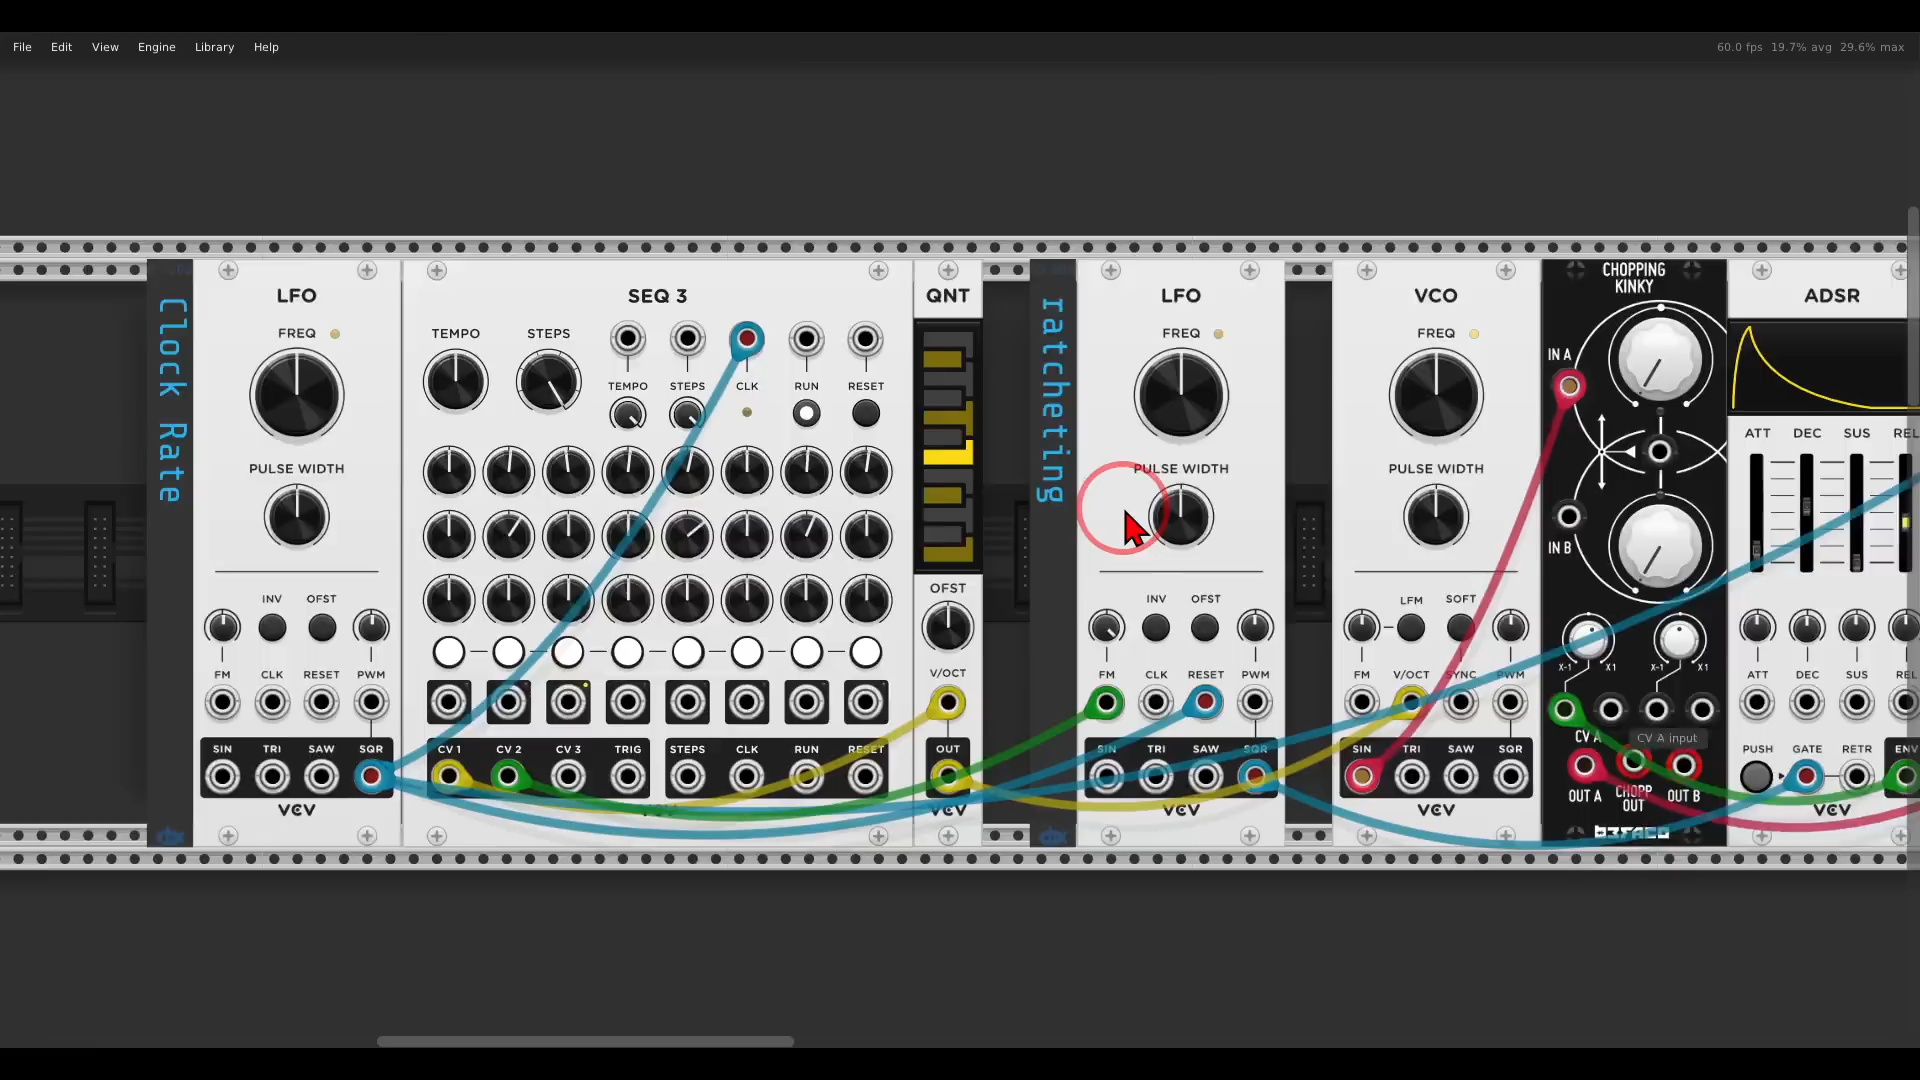 File Edit View Engine Library Help
60.0 fps 19.7% avg 29.6% max
Clock Rate
LFO
FREQ
PULSE WIDTH
INV OFST
FM CLK RESET PWM
SIN TRI SAW SQR
VCV
SEQ 3
TEMPO STEPS
TEMPO STEPS CLK RUN RESET
CV 1 CV 2 CV 3 TRIG STEPS CLK RUN RESET
QNT
OFST
V/OCT
OUT
VCV
ratcheting
LFO
FREQ
PULSE WIDTH
INV OFST
FM CLK RESET PWM
SIN TRI SAW SQR
VCV
VCO
FREQ
PULSE WIDTH
LFM SOFT
FM V/OCT SYNC PWM
SIN TRI SAW SQR
VCV
CHOPPING
KINKY
IN A
IN B
X-1 X1 X-1 X1
CV A
CV A input
OUT A CHOPP OUT OUT B
ADSR
ATT DEC SUS REL
ATT DEC SUS REL
PUSH GATE RETR ENV
VCV